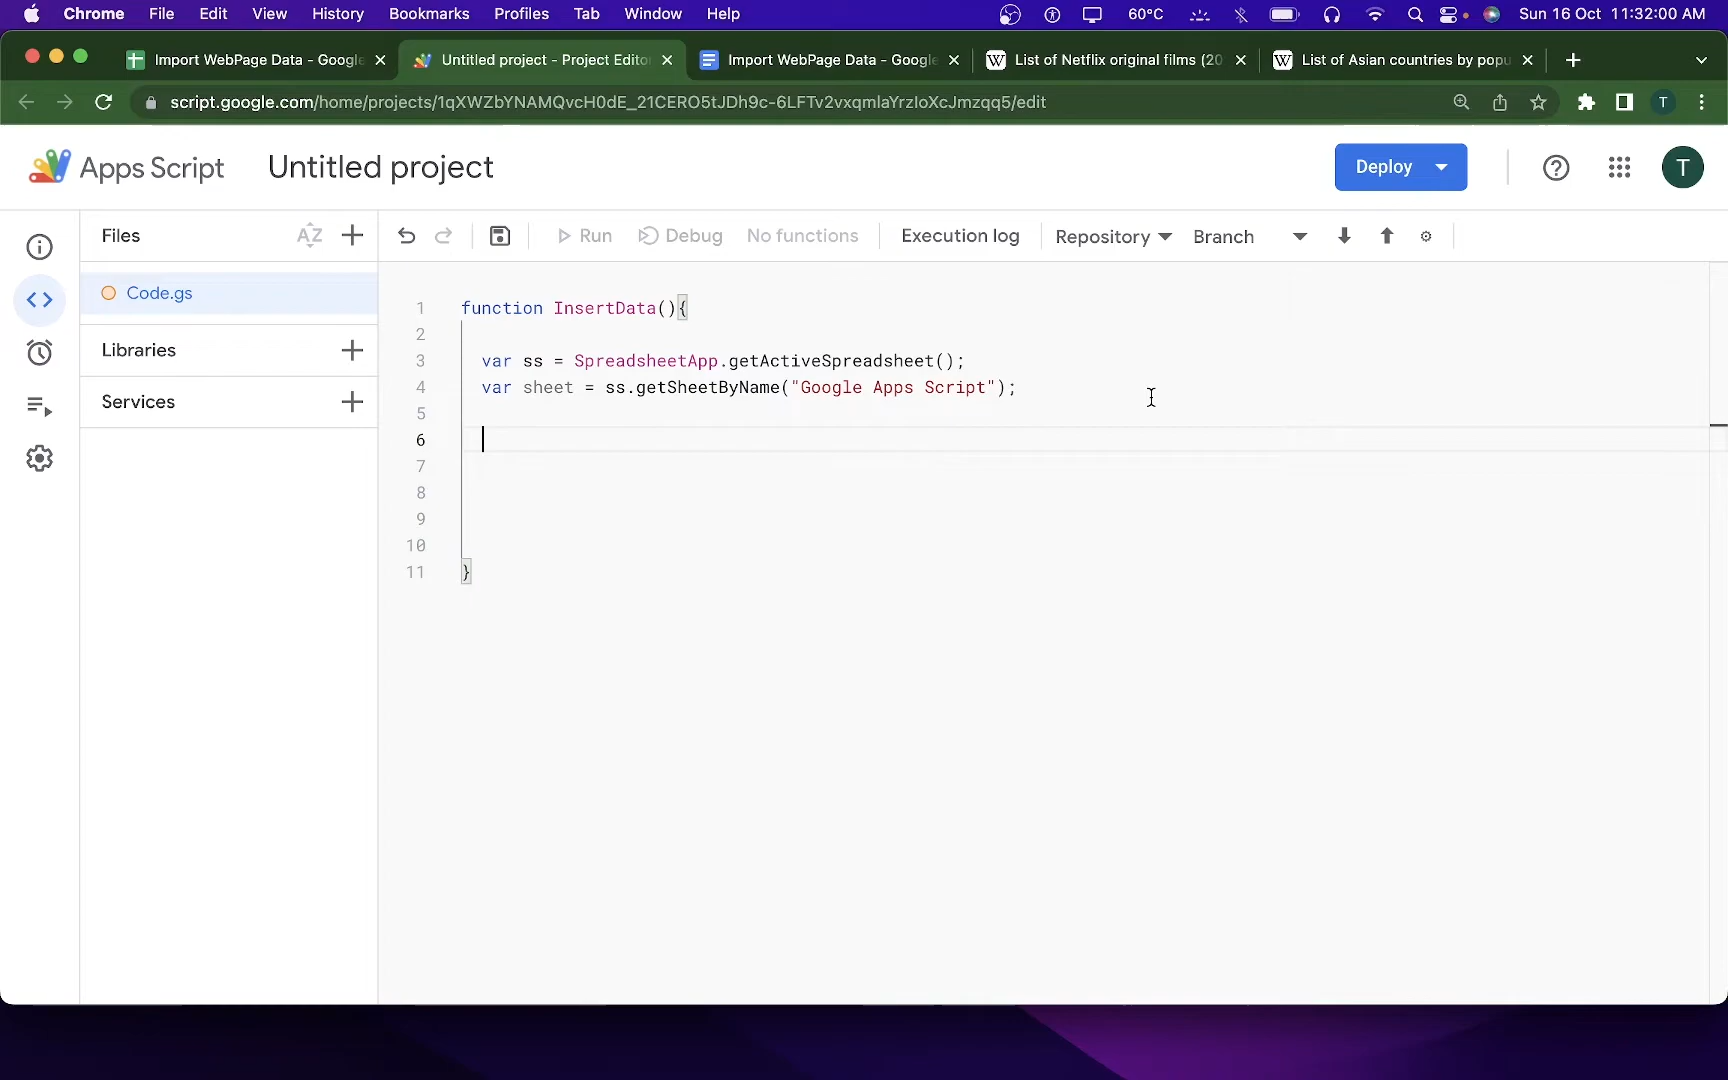 Chrome File Edit View History Bookmarks Profiles Tab Window Help 60°C Sun 16 Oct 11:32:00 AM
Import WebPage Data - Google Untitled project - Project Edito Import WebPage Data - Google List of Netflix original films (20 List of Asian countries by popu
script.google.com/home/projects/1qXWZbYNAMQvcH0dE_21CERO5tJDh9c-6LFTv2vxqmlaYrzIoXcJmzqq5/edit T
Apps Script Untitled project Deploy T
Files AZ Run Debug No functions Execution log Repository Branch
Code.gs
Libraries
Services
1 function InsertData(){
2
3 var ss = SpreadsheetApp.getActiveSpreadsheet();
4 var sheet = ss.getSheetByName("Google Apps Script");
5
6
7
8
9
10
11 }